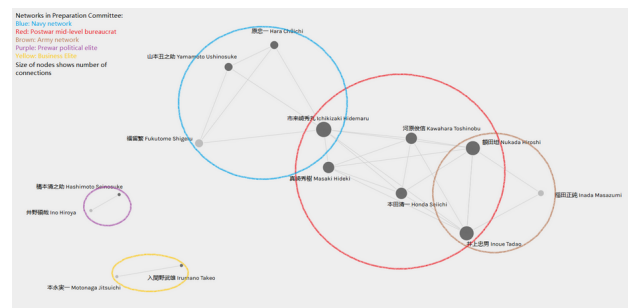 Networks in Preparation Committee:
Blue: Navy network
Red: Postwar mid-level bureaucrat
Brown: Army network
Purple: Prewar political elite
Yellow: Business Elite
Size of nodes shows number of
connections
原忠一 Hara Chūichi
山本丑之助 Yamamoto Ushinosuke
市来崎秀丸 Ichikizaki Hidemaru
河原俊信 Kawahara Toshinobu
額田坦 Nukada Hiroshi
福留繁 Fukutome Shigeru
真崎秀樹 Masaki Hideki
橋本清之助 Hashimoto Seinosuke
稲田正純 Inada Masazumi
本田清一 Honda Seiichi
井野碩哉 Ino Hiroya
井上忠男 Inoue Tadao
入間野武雄 Irumano Takeo
本永実一 Motonaga Jitsuichi